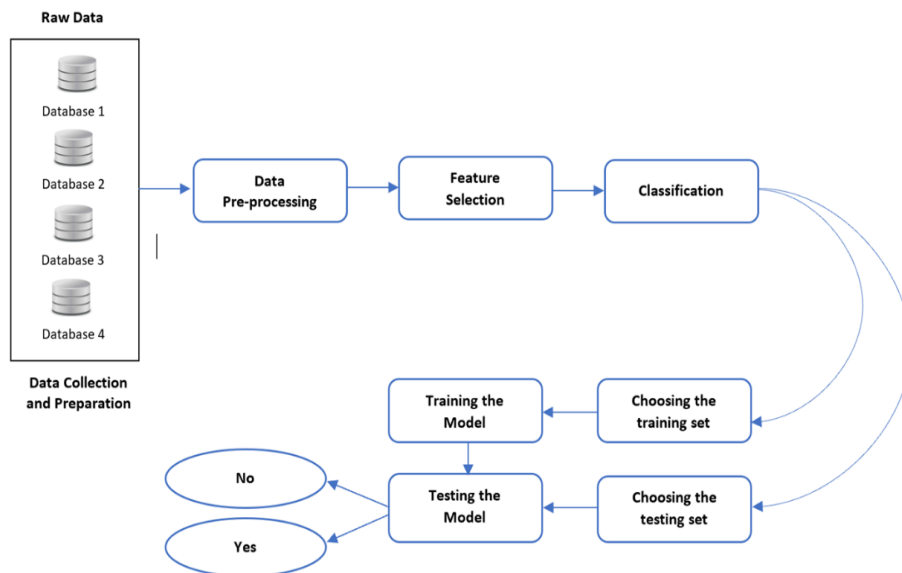 Raw Data
Database 1
Database 2
Database 3
Database 4
Data Collection
and Preparation
Data
Pre-processing
Feature
Selection
Classification
Training the
Model
Choosing the
training set
Testing the
Model
Choosing the
testing set
No
Yes